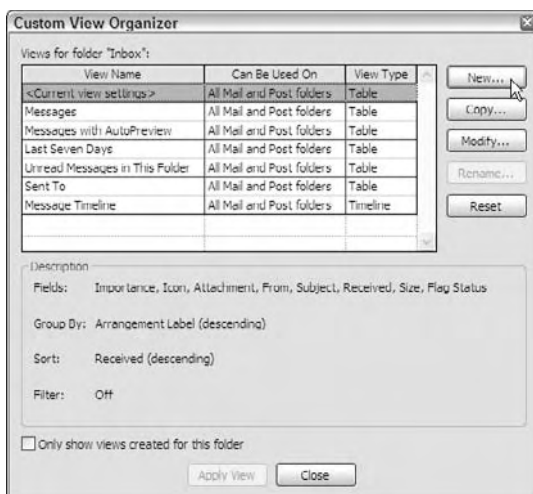 Custom View Organizer
Views for folder "Inbox":
View Name Can Be Used On View Type
<Current view settings> All Mail and Post folders Table
Messages All Mail and Post folders Table
Messages with AutoPreview All Mail and Post folders Table
Last Seven Days All Mail and Post folders Table
Unread Messages in This Folder All Mail and Post folders Table
Sent To All Mail and Post folders Table
Message Timeline All Mail and Post folders Timeline
New...
Copy...
Modify...
Rename...
Reset
Description
Fields: Importance, Icon, Attachment, From, Subject, Received, Size, Flag Status
Group By: Arrangement Label (descending)
Sort: Received (descending)
Filter: Off
Only show views created for this folder
Apply View Close